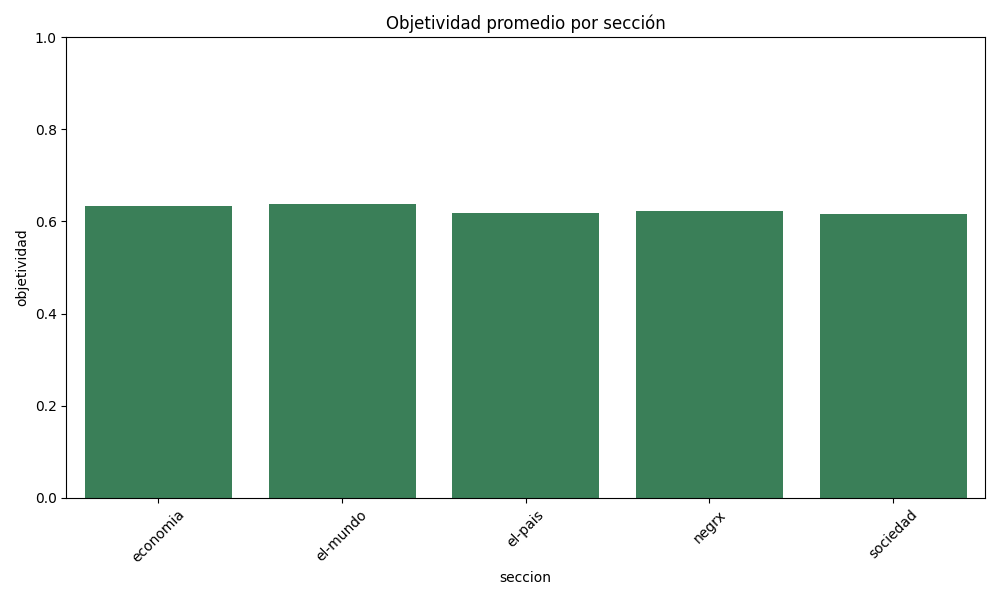 Objetividad promedio por sección
1.0
0.8
0.6
0.4
0.2
0.0
objetividad
economia
el-mundo
el-pais
negrx
sociedad
seccion